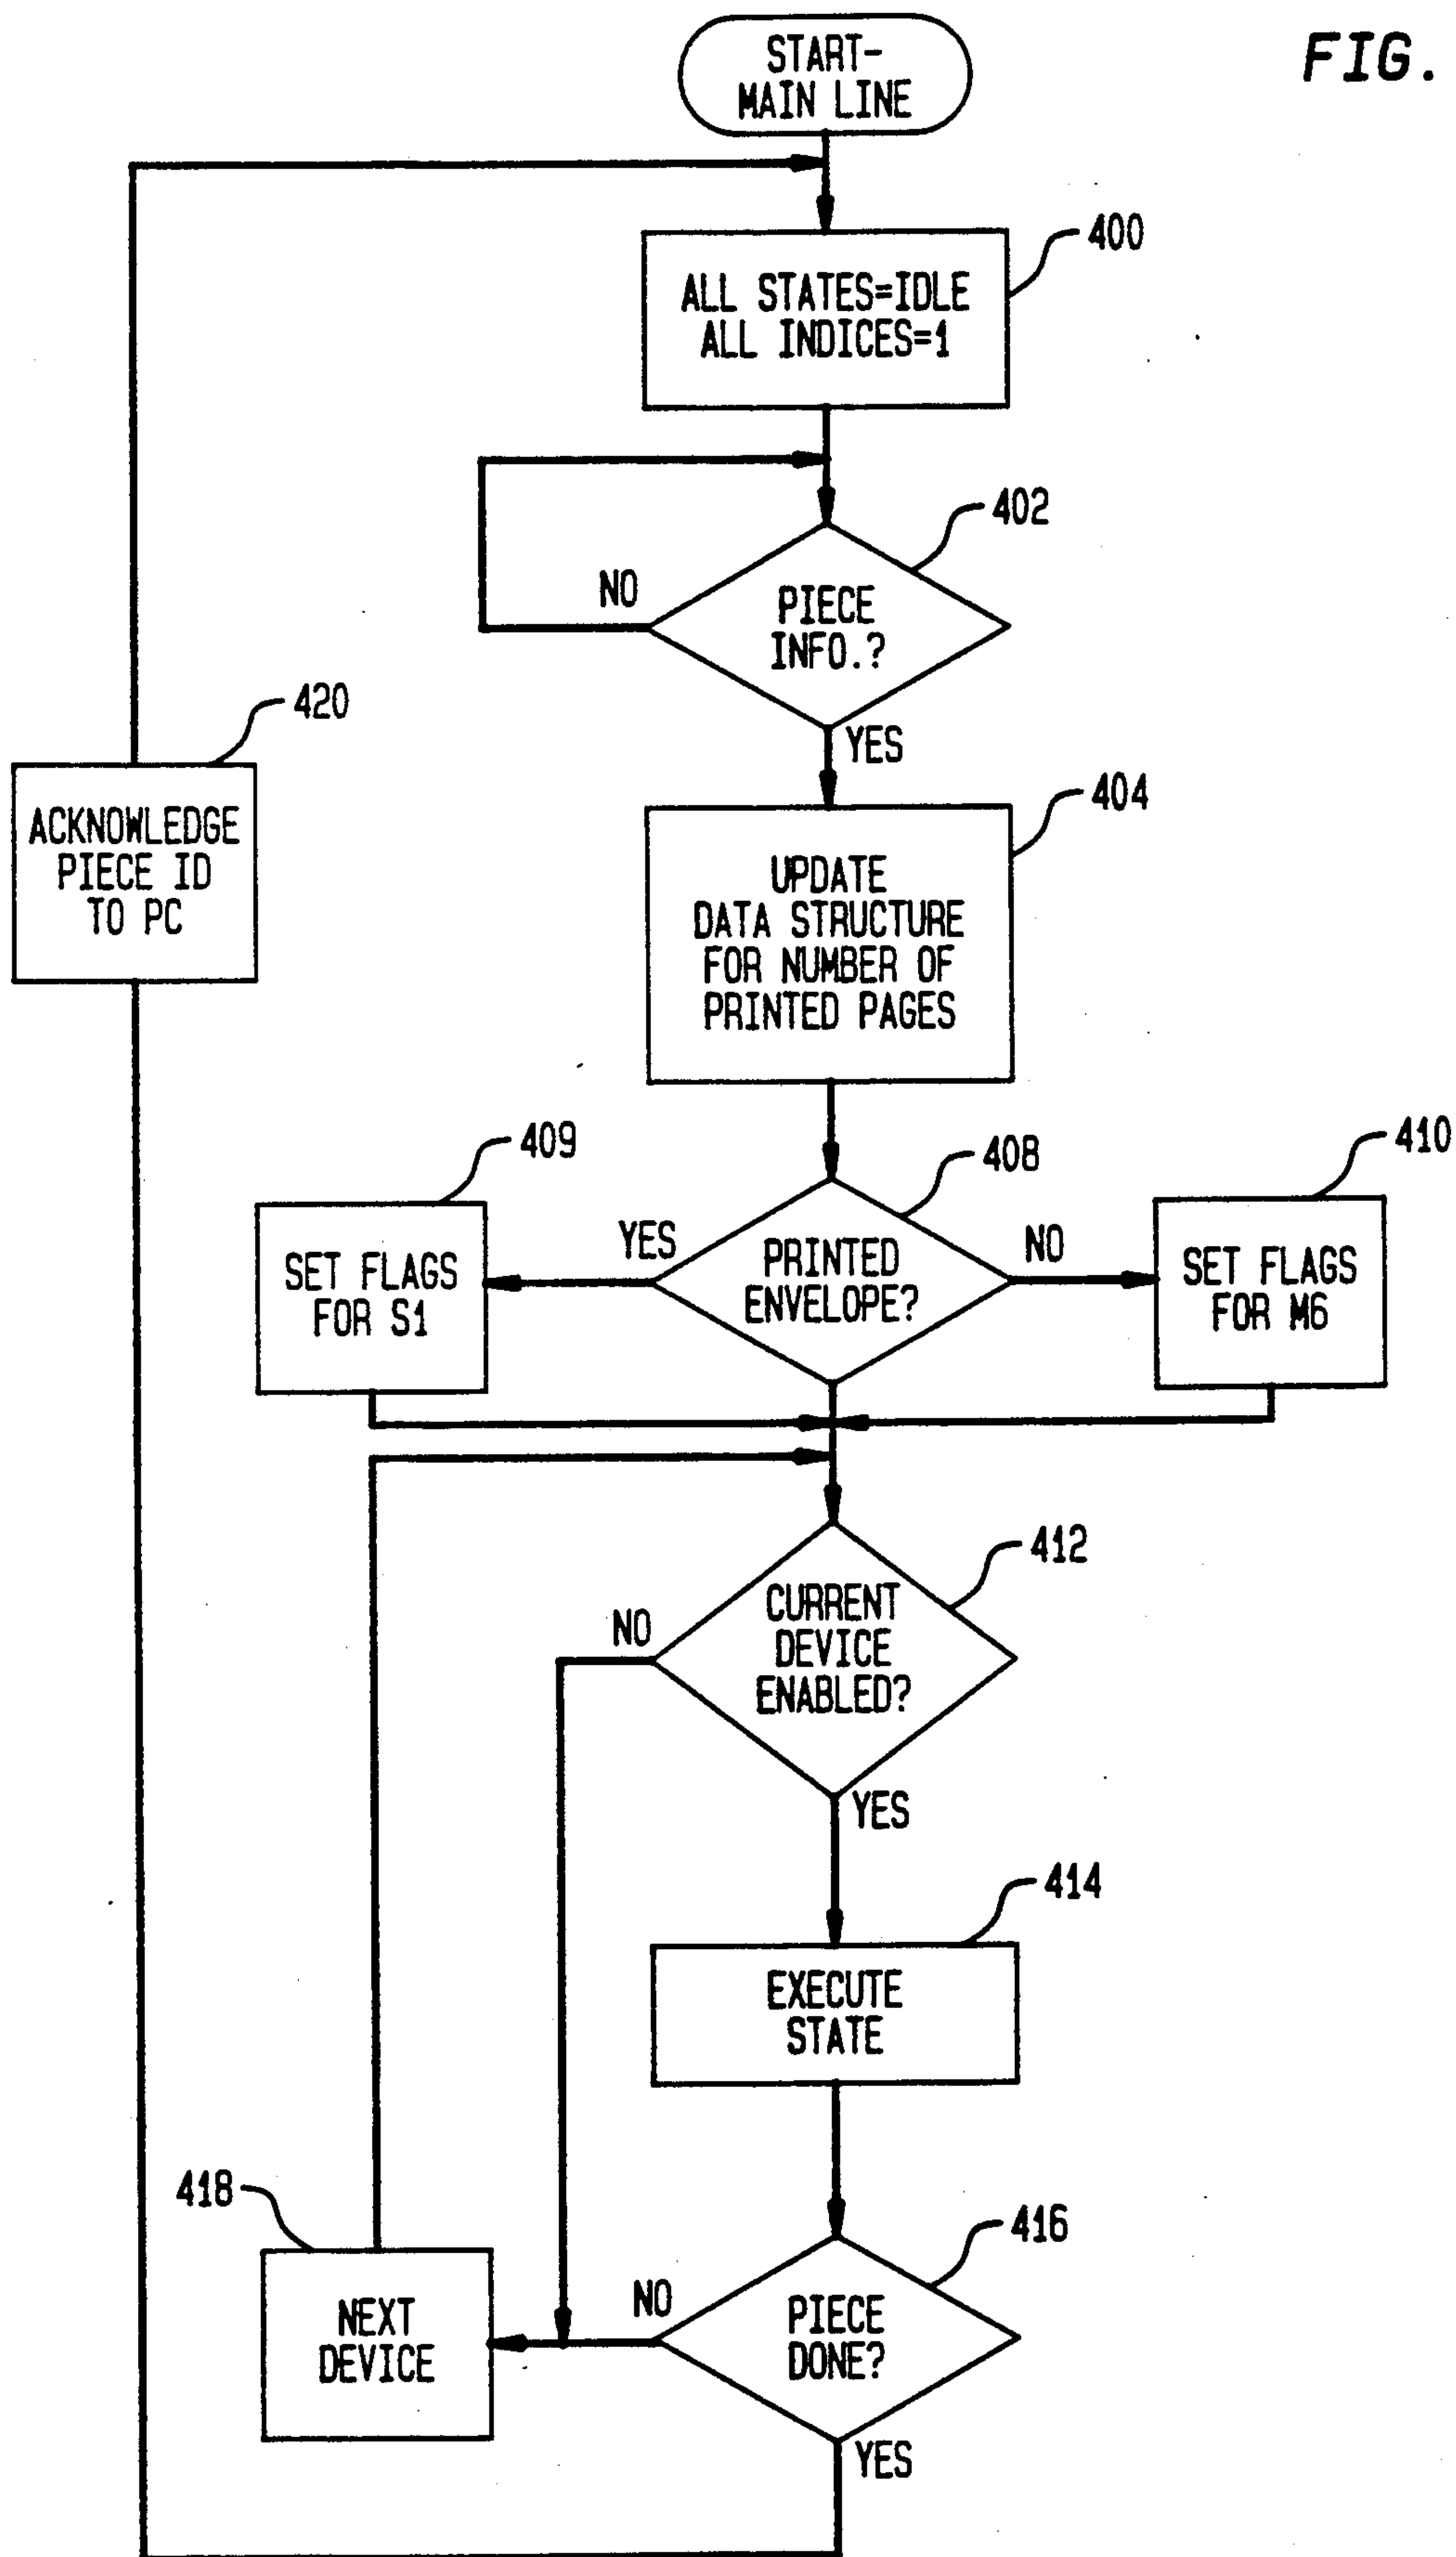 START-
MAIN LINE
FIG.
400
ALL STATES=IDLE
ALL INDICES=1
402
NO
PIECE
INFO.?
YES
420
ACKNOWLEDGE
PIECE ID
TO PC
404
UPDATE
DATA STRUCTURE
FOR NUMBER OF
PRINTED PAGES
409
408
410
SET FLAGS
FOR S1
YES
PRINTED
ENVELOPE?
NO
SET FLAGS
FOR M6
412
NO
CURRENT
DEVICE
ENABLED?
YES
414
EXECUTE
STATE
418
416
NEXT
DEVICE
NO
PIECE
DONE?
YES